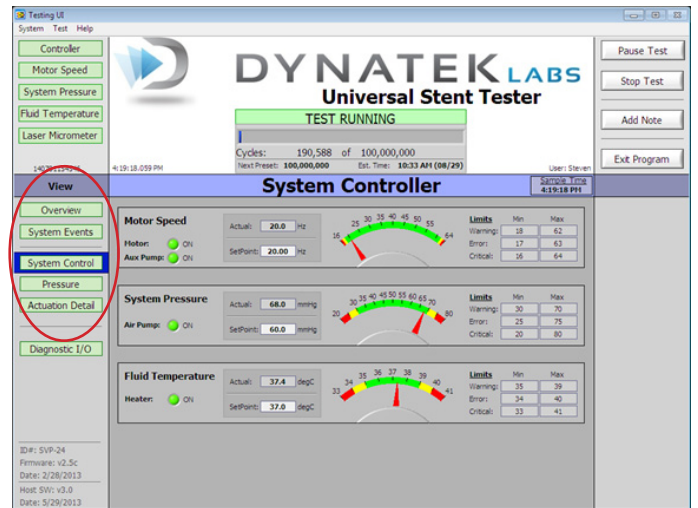 Testing UI
System Test Help
Controller
Motor Speed
System Pressure
Fluid Temperature
Laser Micrometer
DYNATEK LABS
Universal Stent Tester
TEST RUNNING
Cycles: 190,588 of 100,000,000
Next Preset: 100,000,000 Est. Time: 10:33 AM (08/29)
4:19:18.059 PM
User: Steven
Pause Test
Stop Test
Add Note
Exit Program
View
System Controller
Sample Time
4:19:18 PM
Overview
System Events
System Control
Pressure
Actuation Detail
Diagnostic I/O
Motor Speed
Motor: ON
Aux Pump: ON
Actual: 20.0 Hz
SetPoint: 20.00 Hz
16 25 30 35 40 45 50 55 64
Limits Min Max
Warning: 18 62
Error: 17 63
Critical: 16 64
System Pressure
Air Pump: ON
Actual: 68.0 mmHg
SetPoint: 60.0 mmHg
20 30 35 40 45 50 55 60 65 70 80
Limits Min Max
Warning: 30 70
Error: 25 75
Critical: 20 80
Fluid Temperature
Heater: ON
Actual: 37.4 degC
SetPoint: 37.0 degC
33 34 35 36 37 38 39 40 41
Limits Min Max
Warning: 35 39
Error: 34 40
Critical: 33 41
ID#: SVP-24
Firmware: v2.5c
Date: 2/28/2013
Host SW: v3.0
Date: 5/29/2013